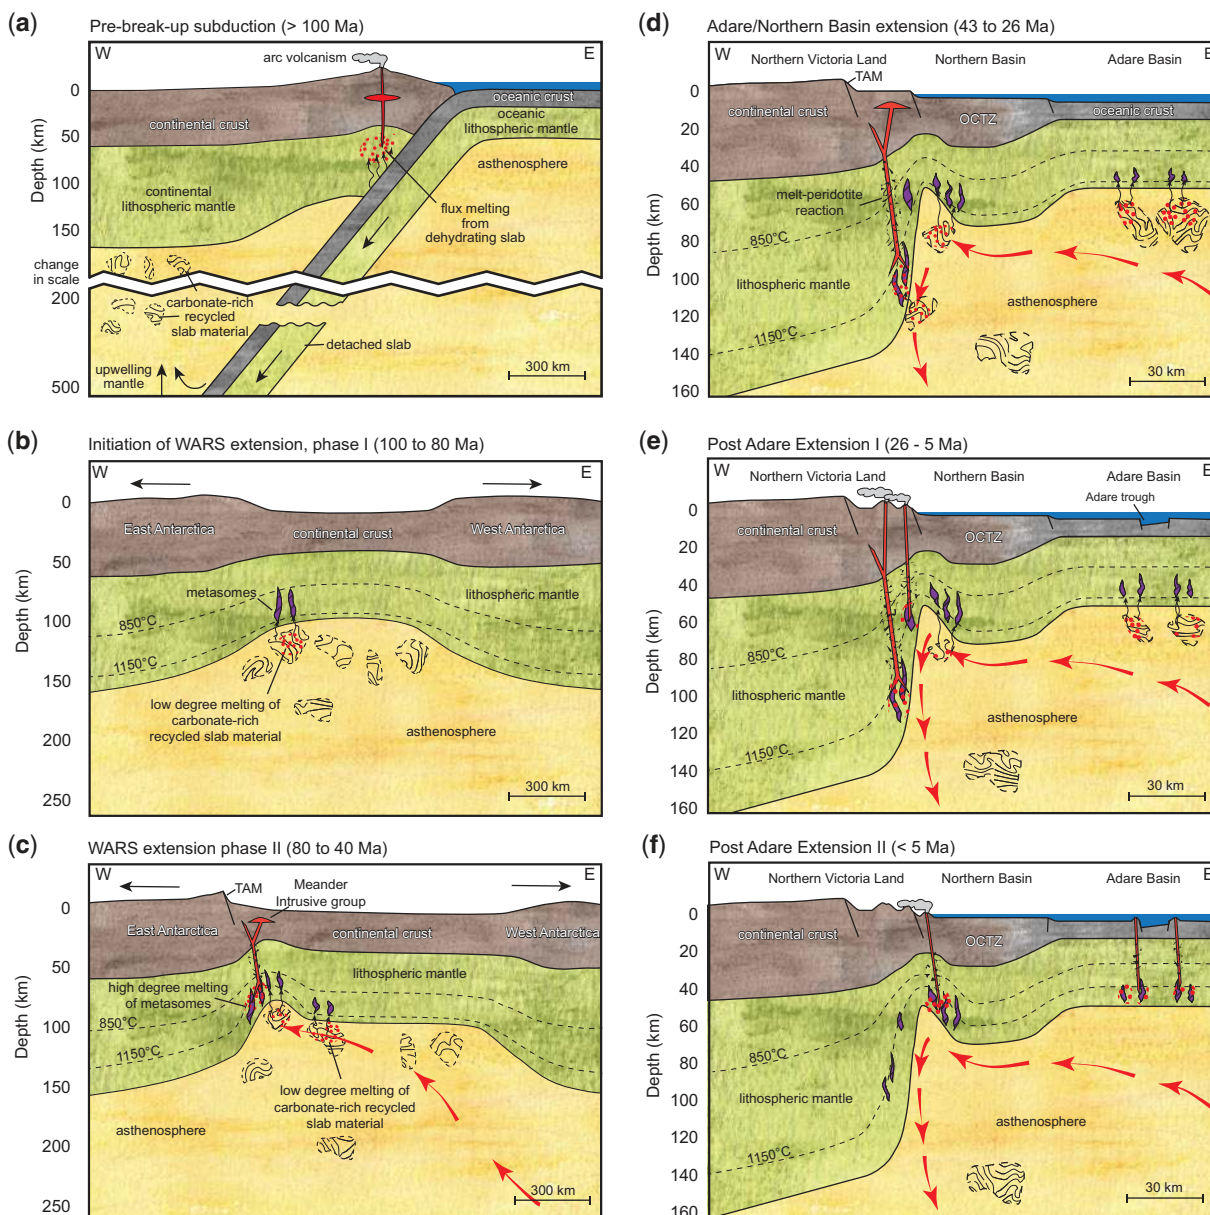 (a)
Pre-break-up subduction (> 100 Ma)
W
E
arc volcanism
0
50
100
150
change
in scale
200
500
Depth (km)
continental crust
oceanic crust
oceanic
lithospheric mantle
asthenosphere
continental
lithospheric mantle
flux melting
from
dehydrating slab
carbonate-rich
recycled
slab material
detached slab
upwelling
mantle
300 km
(b)
Initiation of WARS extension, phase I (100 to 80 Ma)
W
E
0
50
100
150
200
250
Depth (km)
East Antarctica
continental crust
West Antarctica
metasomes
lithospheric mantle
850°C
1150°C
low degree melting of
carbonate-rich
recycled slab material
asthenosphere
300 km
(c)
WARS extension phase II (80 to 40 Ma)
W
E
TAM
Meander
Intrusive group
0
50
100
150
200
250
Depth (km)
East Antarctica
continental crust
West Antarctica
lithospheric mantle
high degree melting
of metasomes
850°C
1150°C
low degree melting of
carbonate-rich recycled
slab material
asthenosphere
300 km
(d)
Adare/Northern Basin extension (43 to 26 Ma)
W
E
Northern Victoria Land
Northern Basin
Adare Basin
TAM
0
20
40
60
80
100
120
140
160
Depth (km)
continental crust
OCTZ
oceanic crust
melt-peridotite
reaction
850°C
lithospheric mantle
1150°C
asthenosphere
30 km
(e)
Post Adare Extension I (26 - 5 Ma)
W
E
Northern Victoria Land
Northern Basin
Adare Basin
Adare trough
0
20
40
60
80
100
120
140
160
Depth (km)
continental crust
OCTZ
850°C
lithospheric mantle
1150°C
asthenosphere
30 km
(f)
Post Adare Extension II (< 5 Ma)
W
E
Northern Victoria Land
Northern Basin
Adare Basin
0
20
40
60
80
100
120
140
160
Depth (km)
continental crust
OCTZ
850°C
lithospheric mantle
1150°C
asthenosphere
30 km